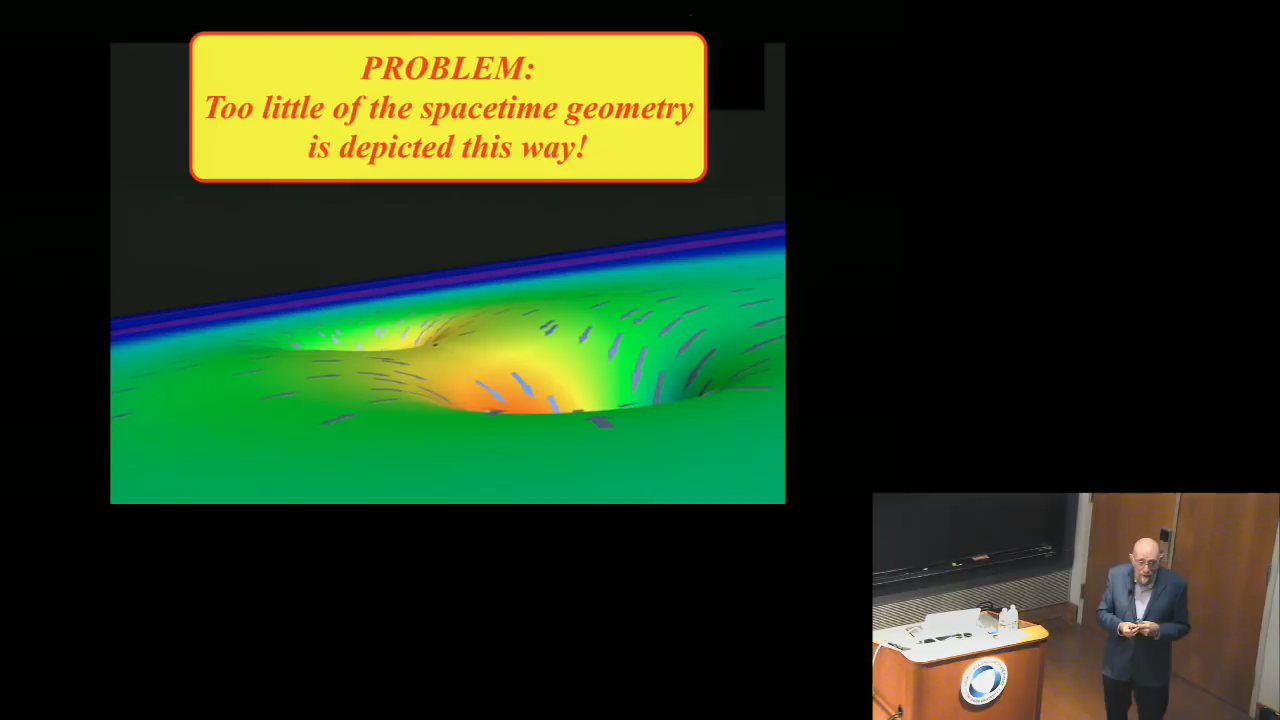 PROBLEM:
Too little of the spacetime geometry
is depicted this way!